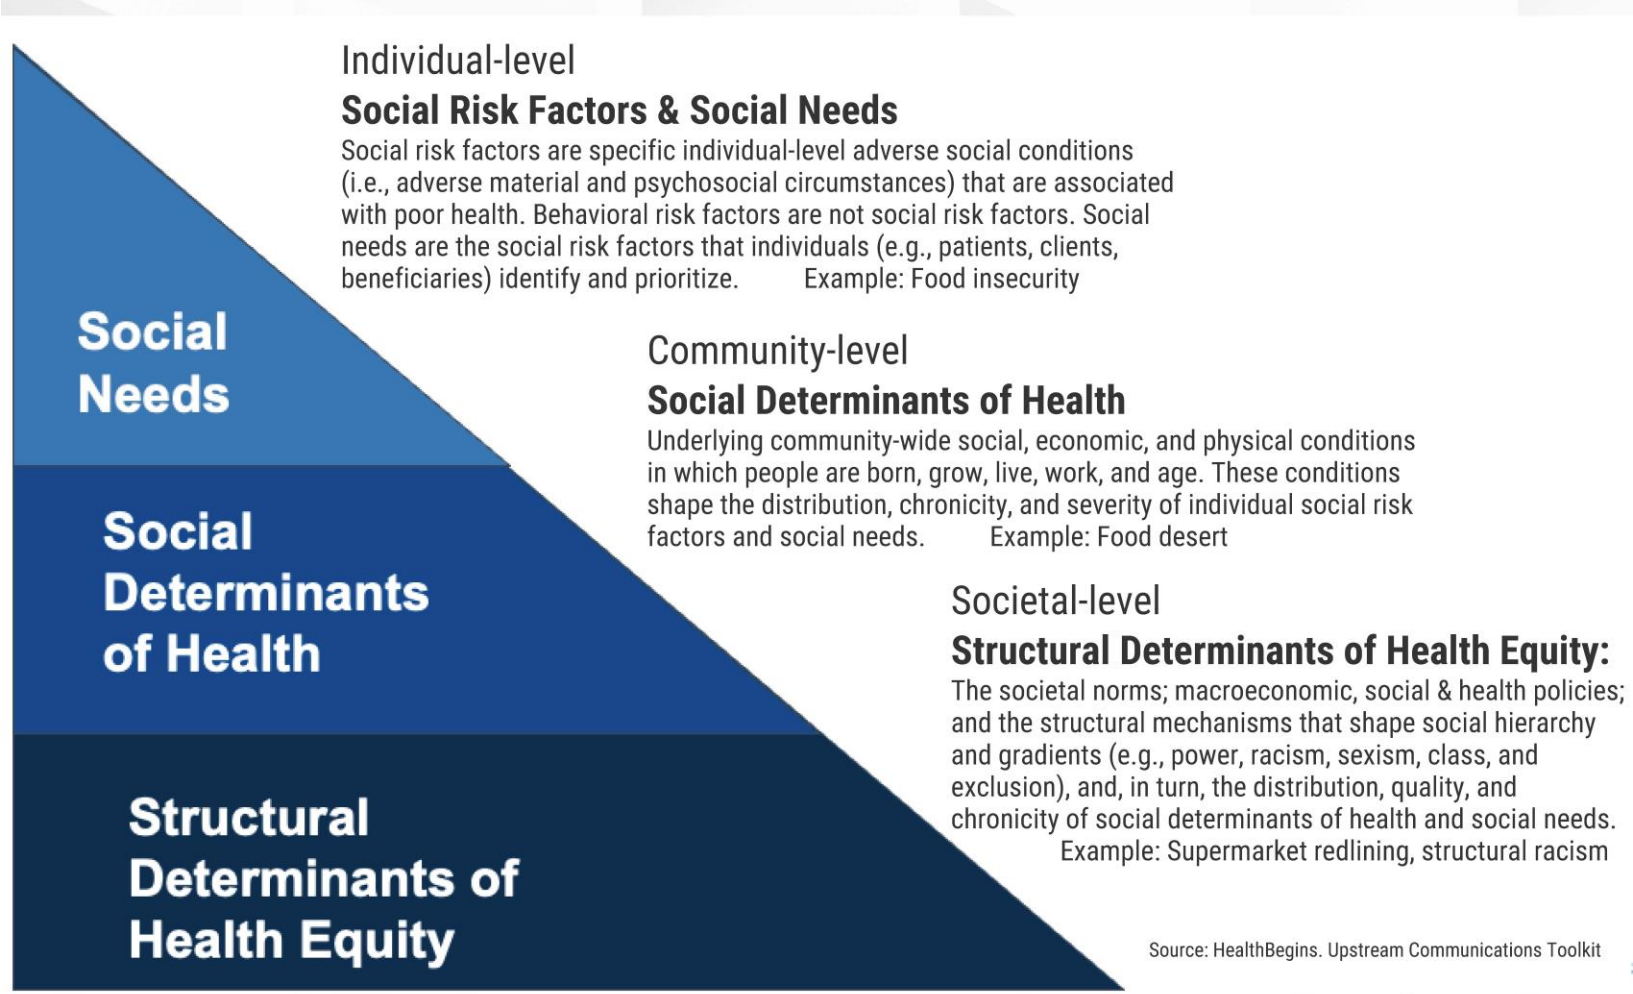 Individual-level
Social Risk Factors & Social Needs
Social risk factors are specific individual-level adverse social conditions
(i.e., adverse material and psychosocial circumstances) that are associated
with poor health. Behavioral risk factors are not social risk factors. Social
needs are the social risk factors that individuals (e.g., patients, clients,
beneficiaries) identify and prioritize. Example: Food insecurity
Social
Needs
Community-level
Social Determinants of Health
Underlying community-wide social, economic, and physical conditions
in which people are born, grow, live, work, and age. These conditions
shape the distribution, chronicity, and severity of individual social risk
factors and social needs. Example: Food desert
Social
Determinants
of Health
Societal-level
Structural Determinants of Health Equity:
The societal norms; macroeconomic, social & health policies;
and the structural mechanisms that shape social hierarchy
and gradients (e.g., power, racism, sexism, class, and
exclusion), and, in turn, the distribution, quality, and
chronicity of social determinants of health and social needs.
Example: Supermarket redlining, structural racism
Structural
Determinants of
Health Equity
Source: HealthBegins. Upstream Communications Toolkit